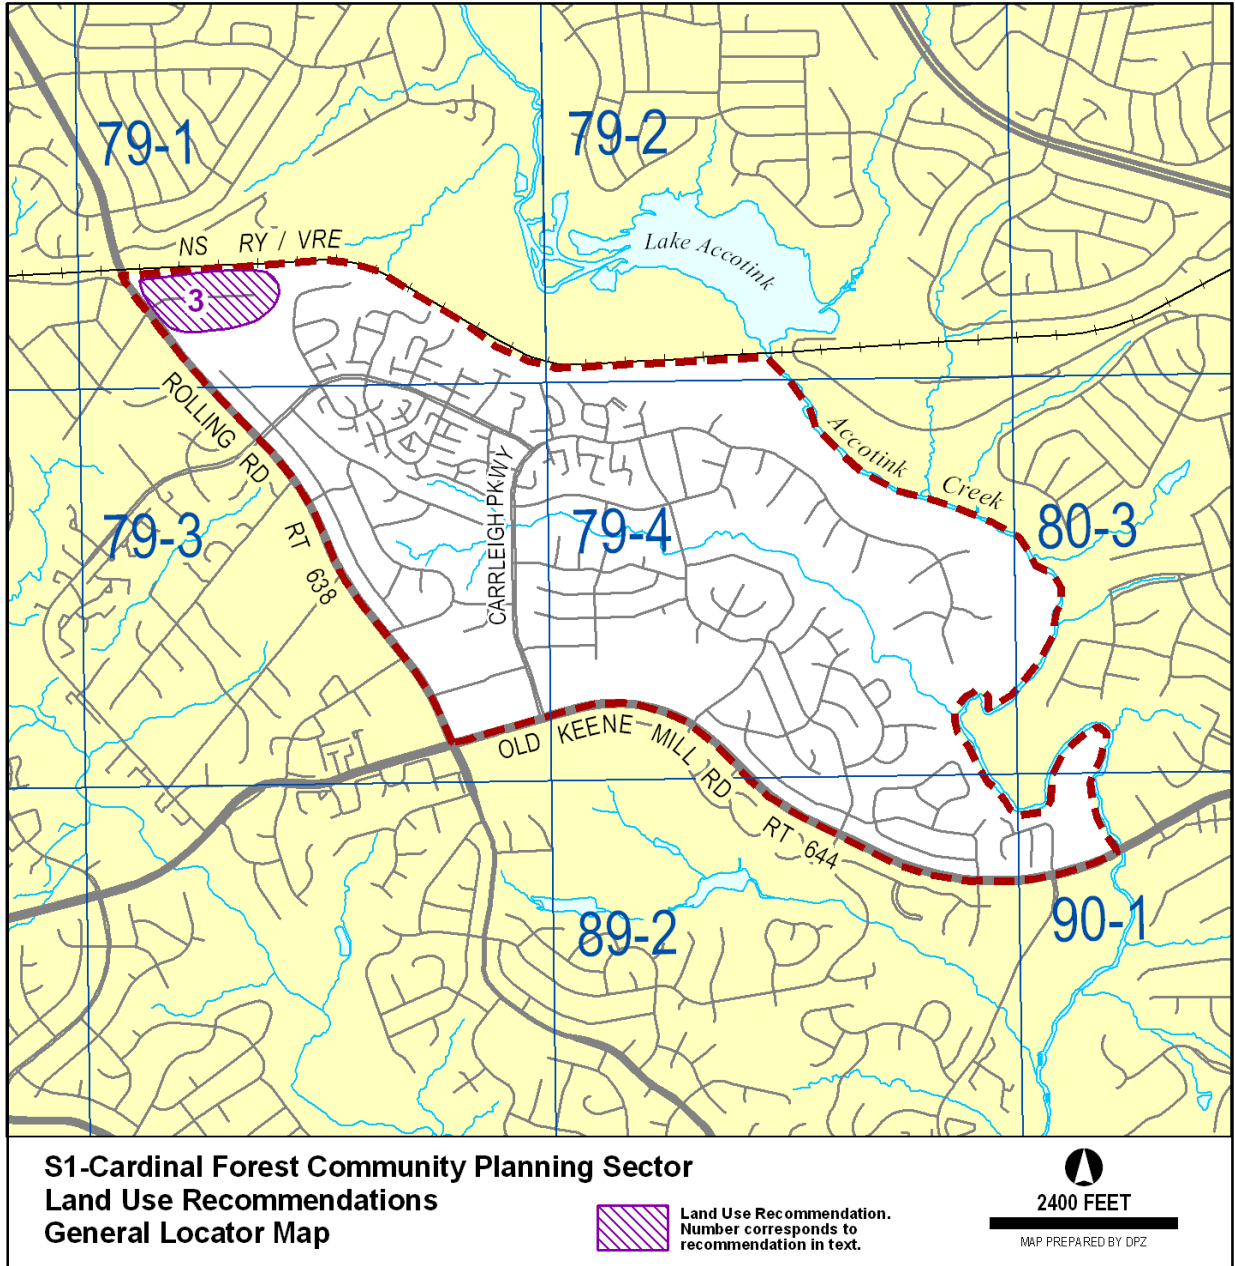 79-1
79-2
NS RY / VRE
Lake Accotink
3
ROLLING RD
RT 638
CARRLEIGH PKWY
Accotink Creek
79-3
79-4
80-3
OLD KEENE MILL RD
RT 644
89-2
90-1
S1-Cardinal Forest Community Planning Sector
Land Use Recommendations
General Locator Map
Land Use Recommendation.
Number corresponds to
recommendation in text.
2400 FEET
MAP PREPARED BY DPZ